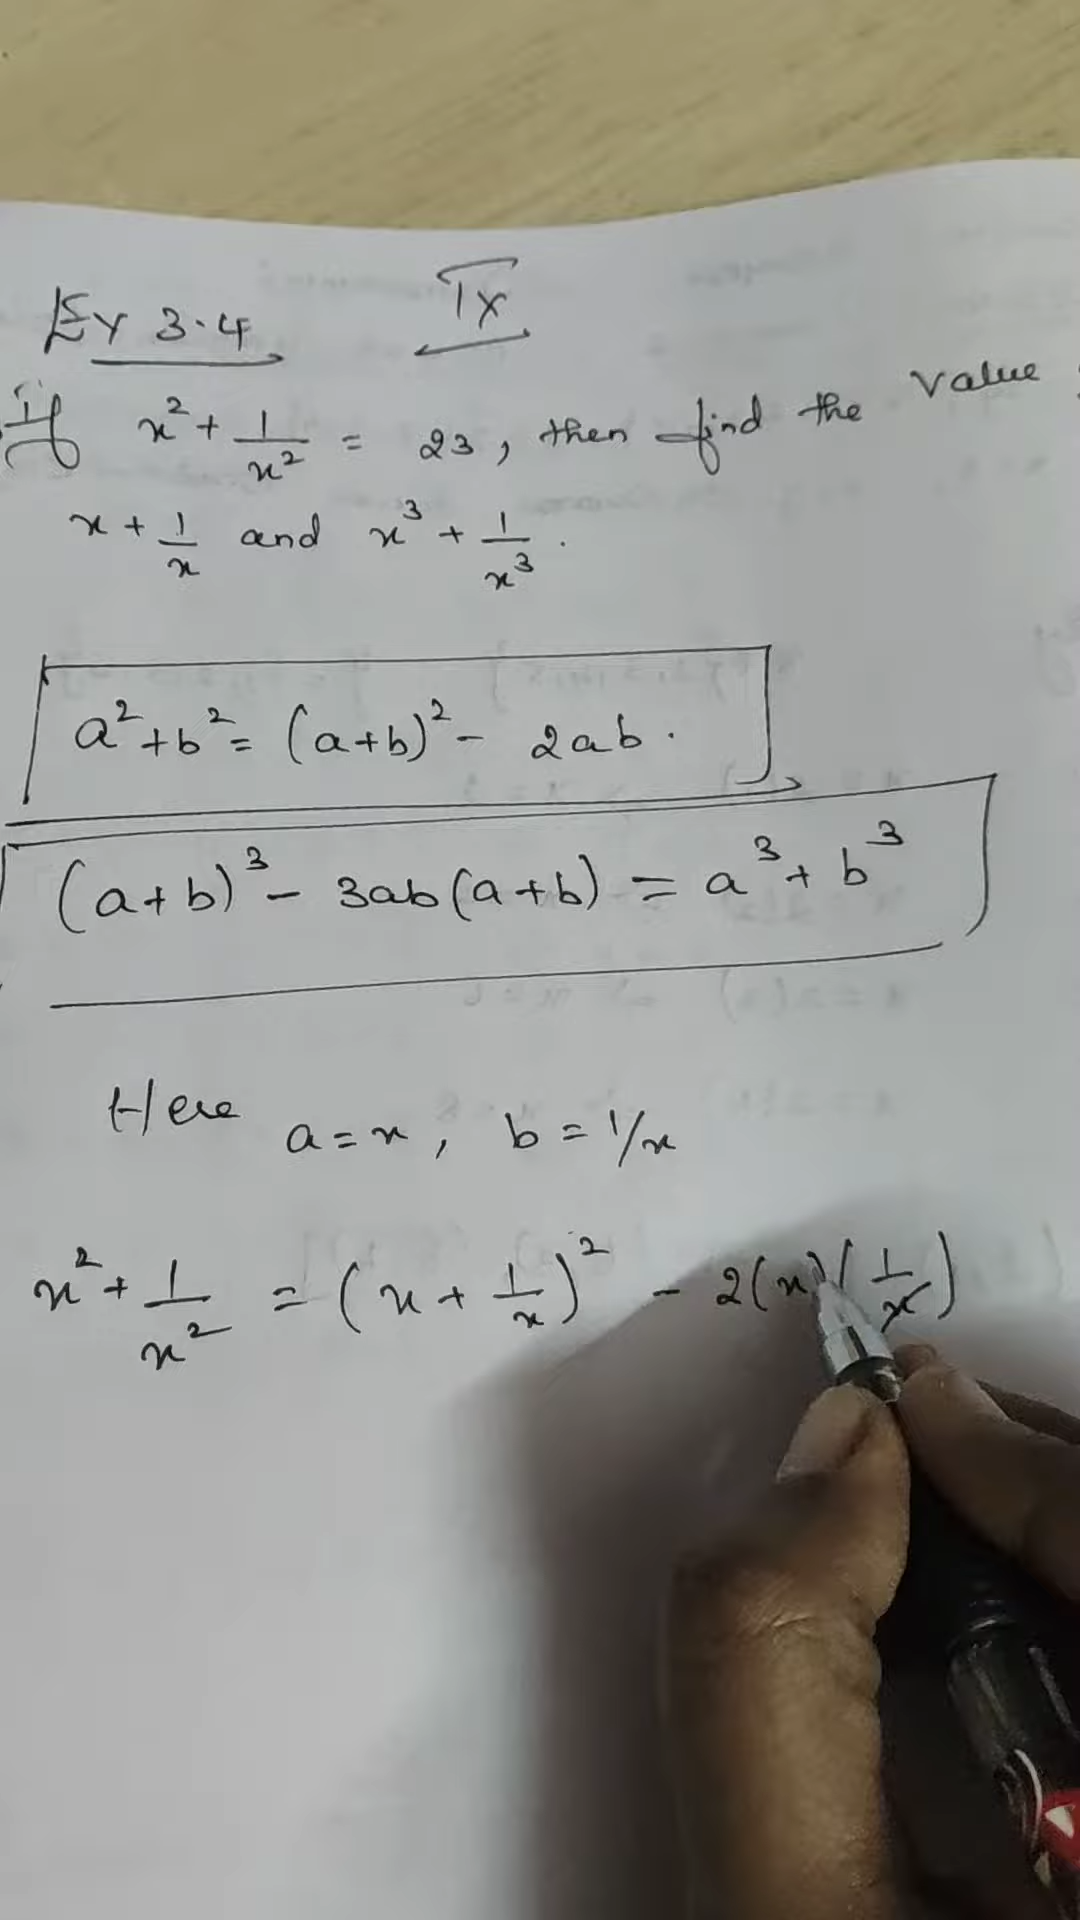 Ex 3.4 IX
If x² + 1/x² = 23, then find the value
x + 1/x and x³ + 1/x³.
a² + b² = (a+b)² - 2ab.
(a+b)³ - 3ab(a+b) = a³ + b³
Here a = x, b = 1/x
x² + 1/x² = (x + 1/x)² - 2(x)(1/x)